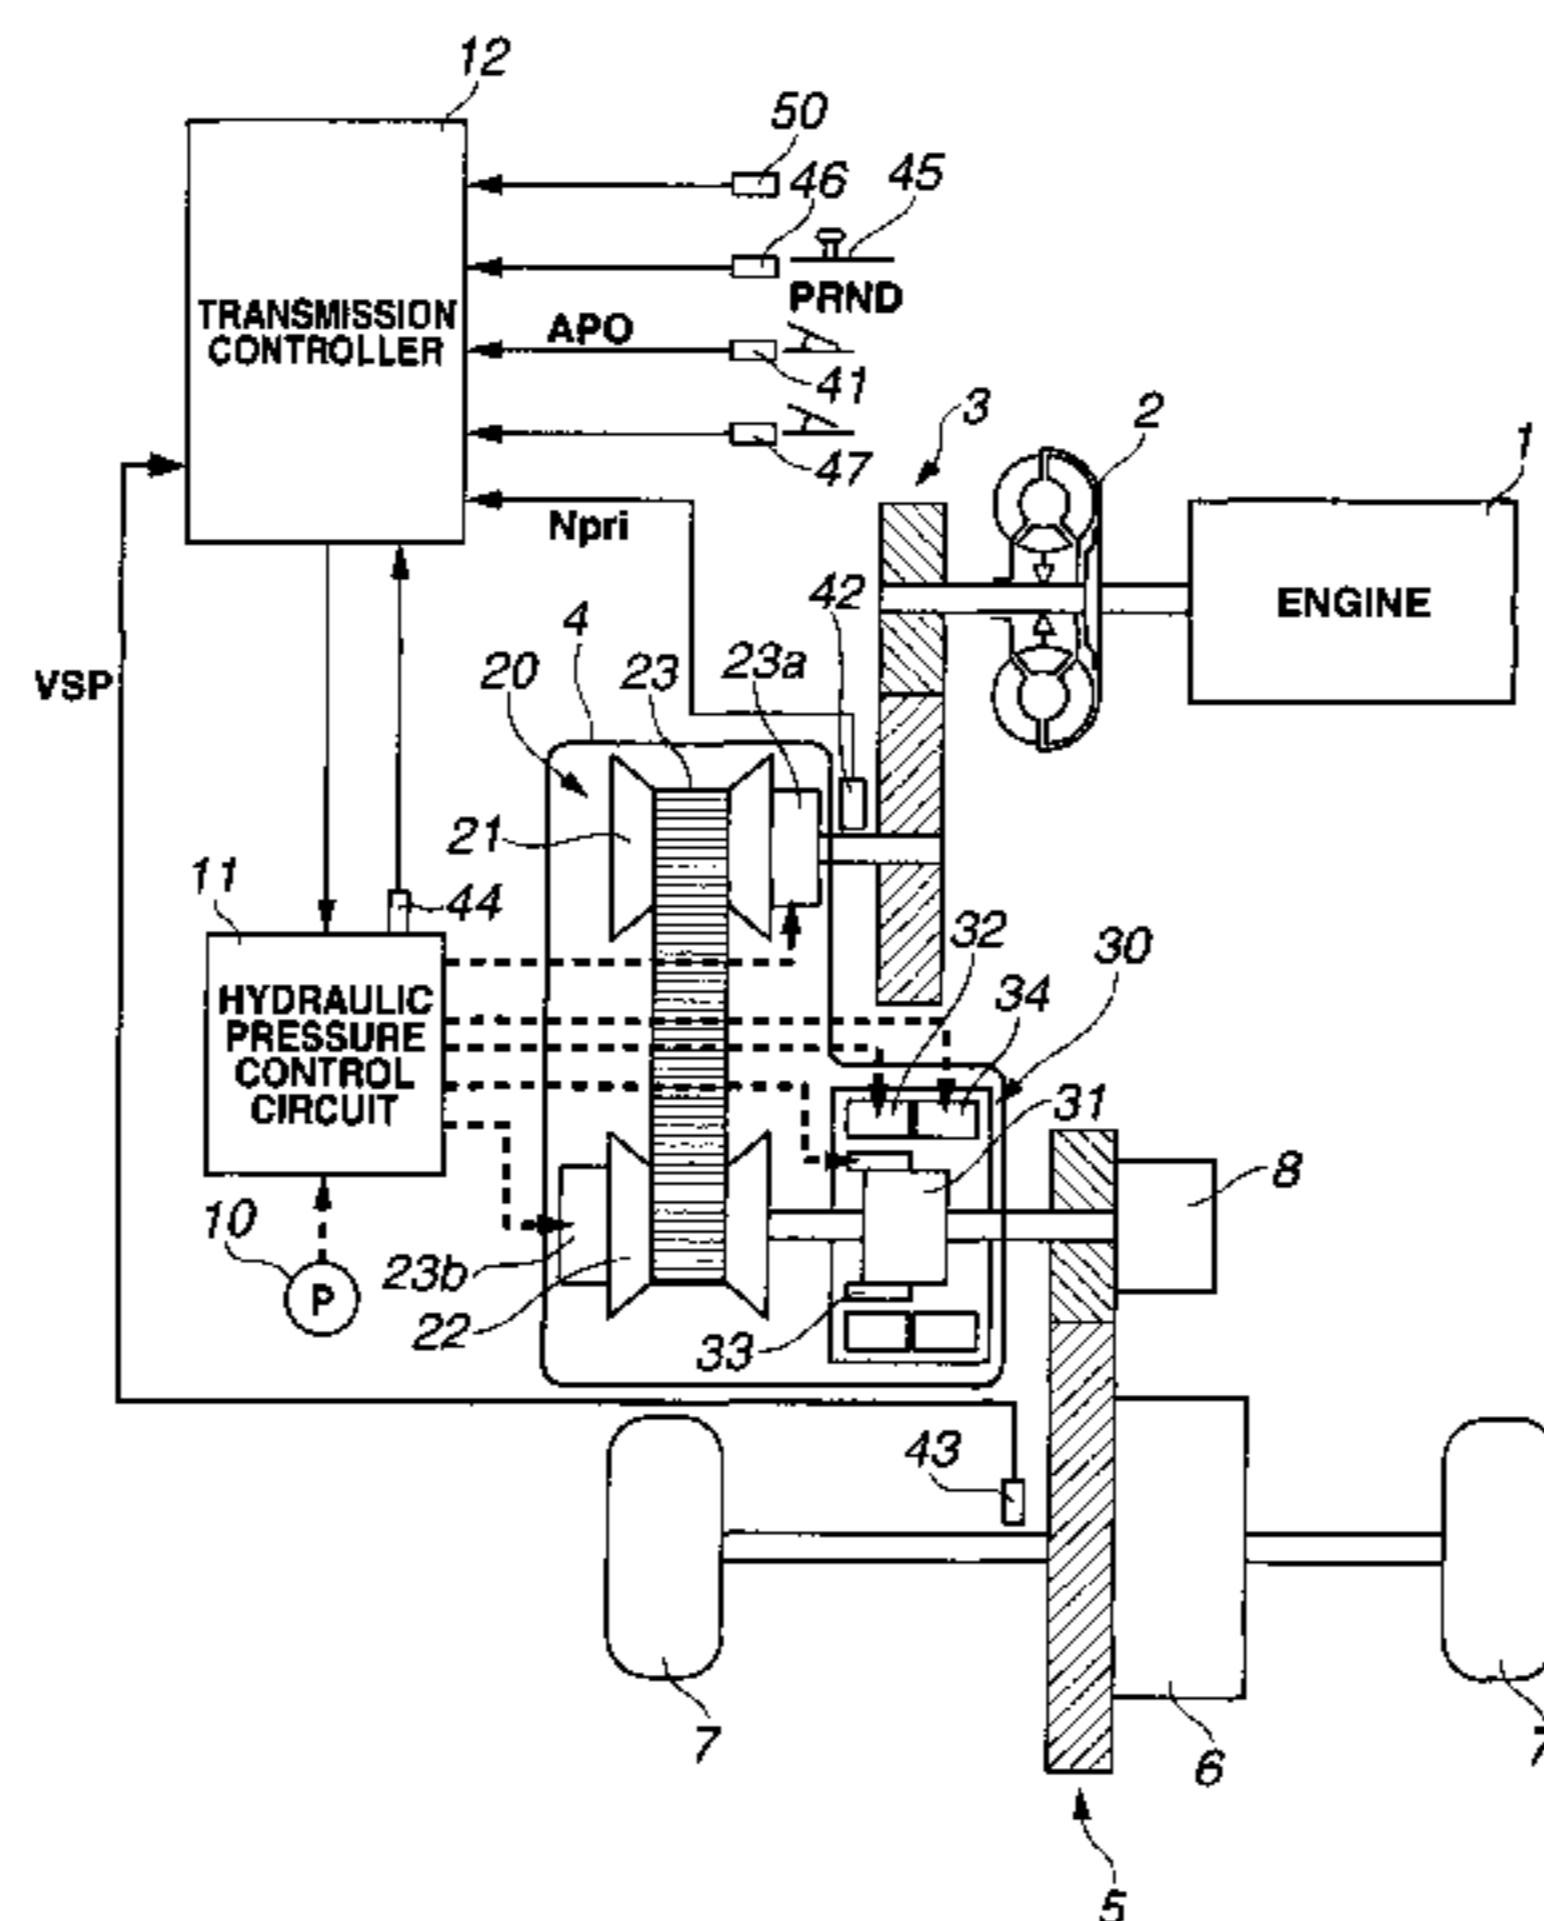 12
50
46
45
TRANSMISSION
CONTROLLER
PRND
APO
41
47
3
2
1
Npri
ENGINE
42
4
VSP
20
23
23a
21
11
44
32
30
34
HYDRAULIC
PRESSURE
CONTROL
CIRCUIT
31
8
10
23b
P
22
33
43
7
7
6
5